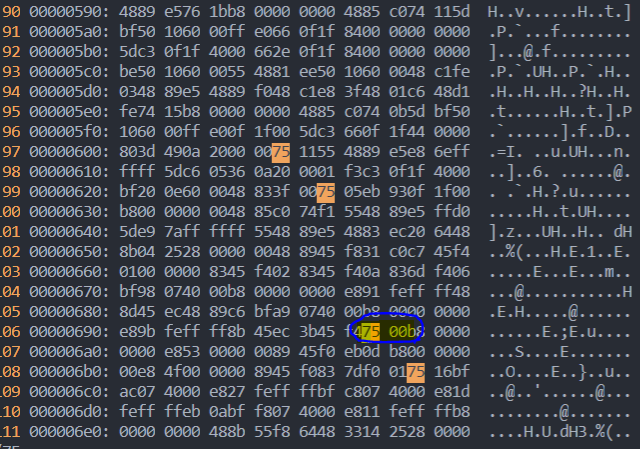 90 00000590: 4889 e576 1bb8 0000 0000 4885 c074 115d H..v......H..t.]
91 000005a0: bf50 1060 00ff e066 0f1f 8400 0000 0000 .P.`...f........
92 000005b0: 5dc3 0f1f 4000 662e 0f1f 8400 0000 0000 ]...@.f.........
93 000005c0: be50 1060 0055 4881 ee50 1060 0048 c1fe .P.`.UH..P.`.H..
94 000005d0: 0348 89e5 4889 f048 c1e8 3f48 01c6 48d1 .H..H..H..?H..H.
95 000005e0: fe74 15b8 0000 0000 4885 c074 0b5d bf50 .t......H..t.].P
96 000005f0: 1060 00ff e00f 1f00 5dc3 660f 1f44 0000 .`......].f..D..
97 00000600: 803d 490a 2000 0075 1155 4889 e5e8 6eff .=I. ..u.UH...n.
98 00000610: ffff 5dc6 0536 0a20 0001 f3c3 0f1f 4000 ..]..6. ......@.
99 00000620: bf20 0e60 0048 833f 0075 05eb 930f 1f00 . .`.H.?.u......
100 00000630: b800 0000 0048 85c0 74f1 5548 89e5 ffd0 .....H..t.UH....
101 00000640: 5de9 7aff ffff 5548 89e5 4883 ec20 6448 ].z...UH..H.. dH
102 00000650: 8b04 2528 0000 0048 8945 f831 c0c7 45f4 ..%(...H.E.1..E.
103 00000660: 0100 0000 8345 f402 8345 f40a 836d f406 .....E...E...m..
104 00000670: bf98 0740 00b8 0000 0000 e891 feff ff48 ...@...........H
105 00000680: 8d45 ec48 89c6 bfa9 0740 00b8 0000 0000 .E.H.....@......
106 00000690: e89b feff ff8b 45ec 3b45 f475 00b8 0000 ......E.;E.u....
107 000006a0: 0000 e853 0000 0089 45f0 eb0d b800 0000 ...S....E.......
108 000006b0: 00e8 4f00 0000 8945 f083 7df0 0175 16bf ..O....E..}..u..
109 000006c0: ac07 4000 e827 feff ffbf c807 4000 e81d ..@..'......@...
110 000006d0: feff ffeb 0abf f807 4000 e811 feff ffb8 ........@.......
111 000006e0: 0000 0000 488b 55f8 6448 3314 2528 0000 ....H.U.dH3.%(..